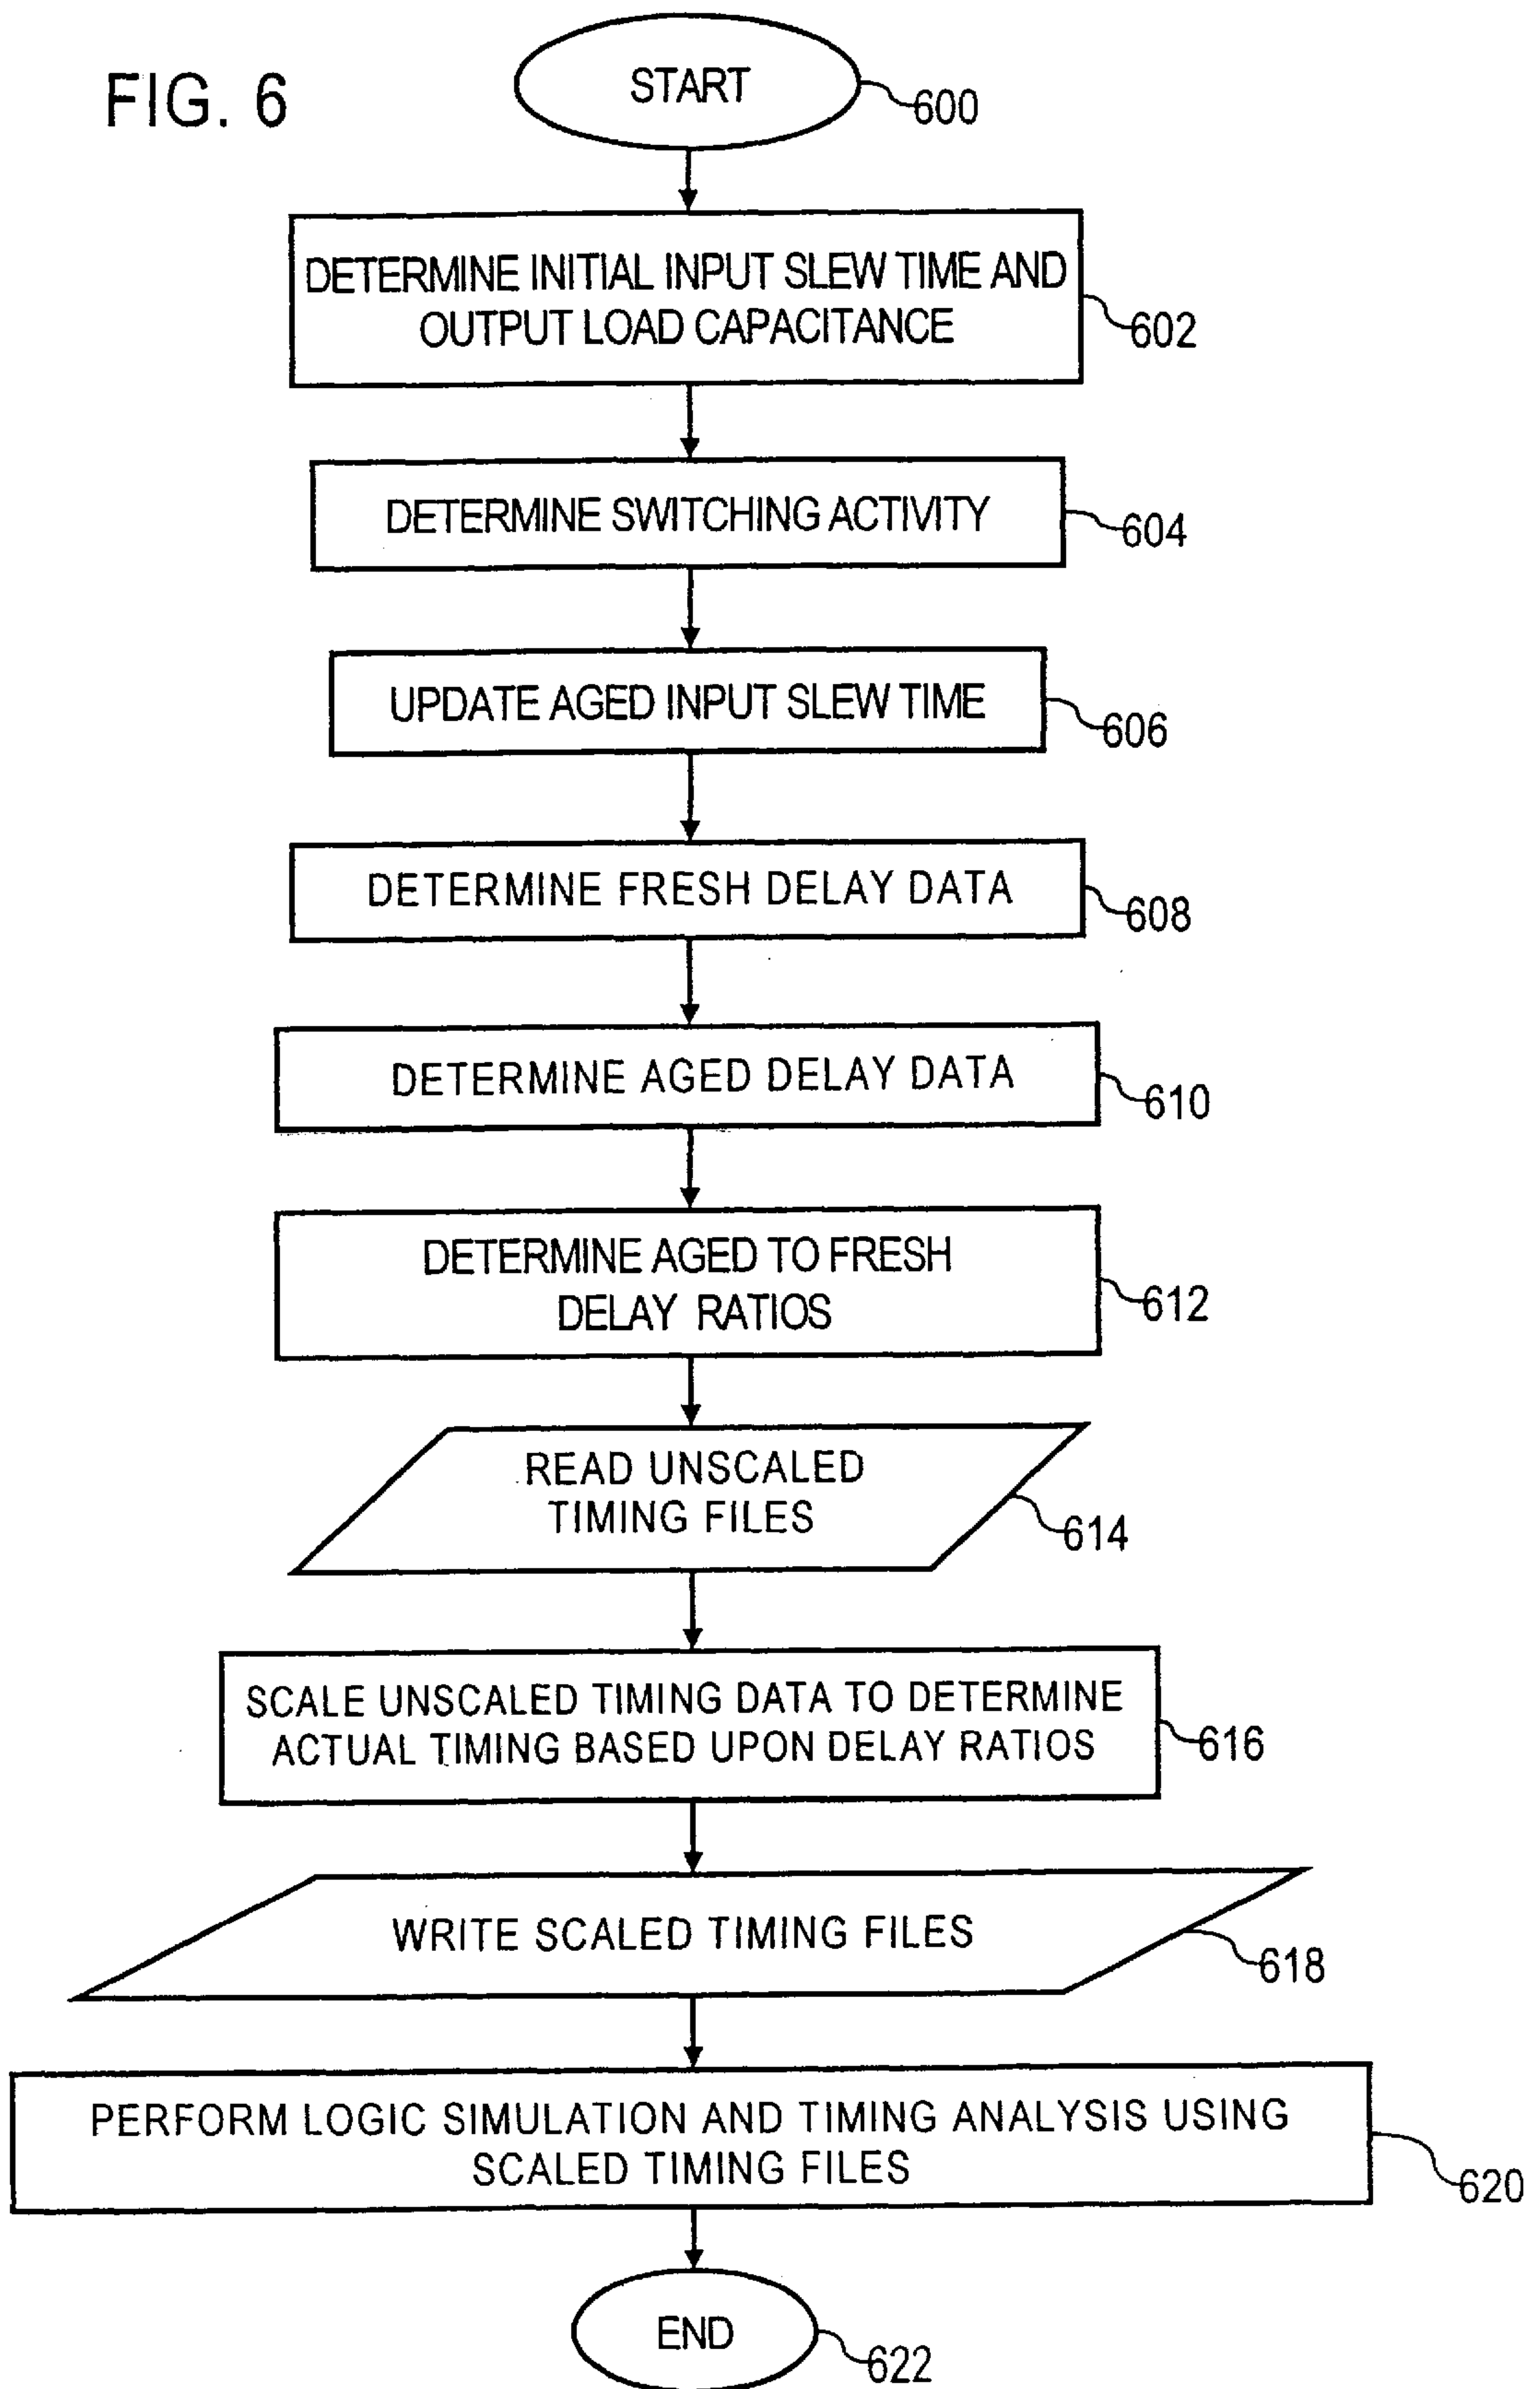 FIG. 6
START
600
DETERMINE INITIAL INPUT SLEW TIME AND
OUTPUT LOAD CAPACITANCE
602
DETERMINE SWITCHING ACTIVITY
604
UPDATE AGED INPUT SLEW TIME
606
DETERMINE FRESH DELAY DATA
608
DETERMINE AGED DELAY DATA
610
DETERMINE AGED TO FRESH
DELAY RATIOS
612
READ UNSCALED
TIMING FILES
614
SCALE UNSCALED TIMING DATA TO DETERMINE
ACTUAL TIMING BASED UPON DELAY RATIOS
616
WRITE SCALED TIMING FILES
618
PERFORM LOGIC SIMULATION AND TIMING ANALYSIS USING
SCALED TIMING FILES
620
END
622